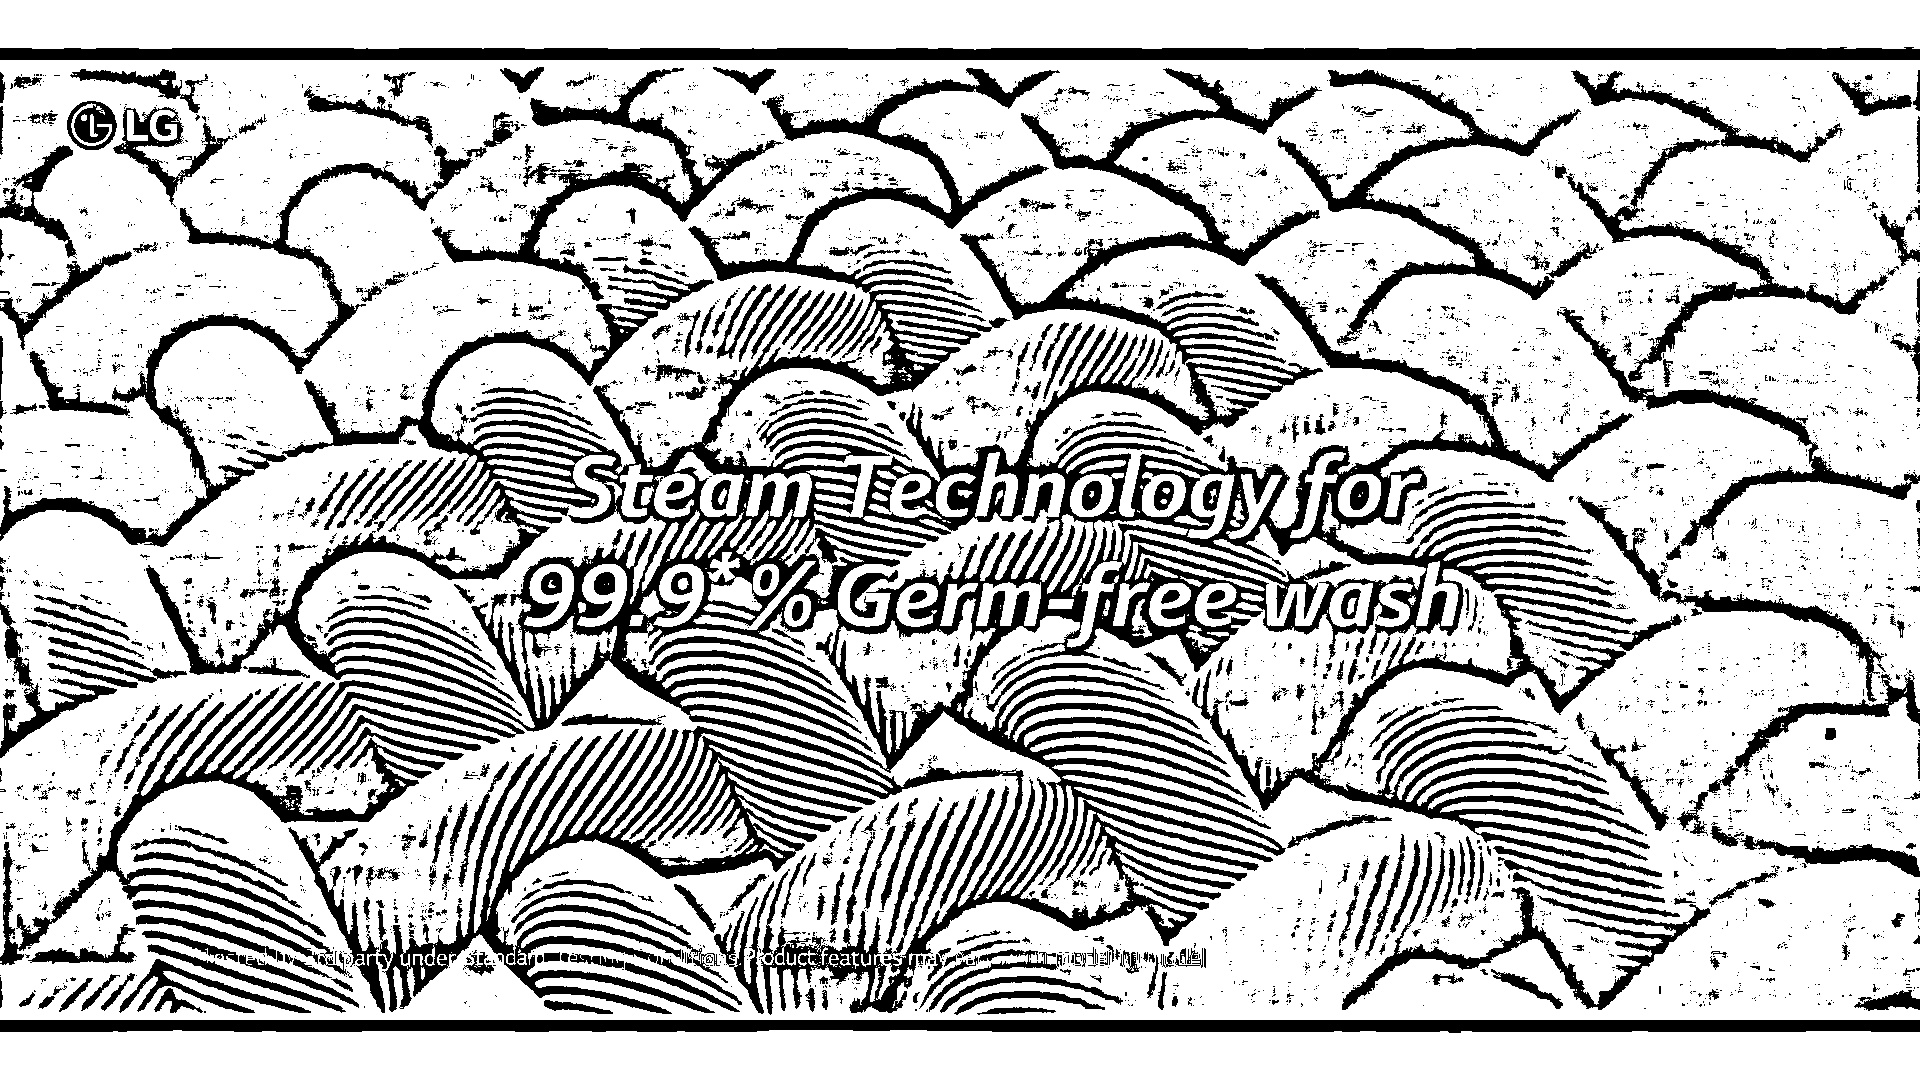 LG
Steam Technology for
99.9*% Germ-free wash
Tested by 3rd party under Standard Testing conditions Product features may vary from model to model